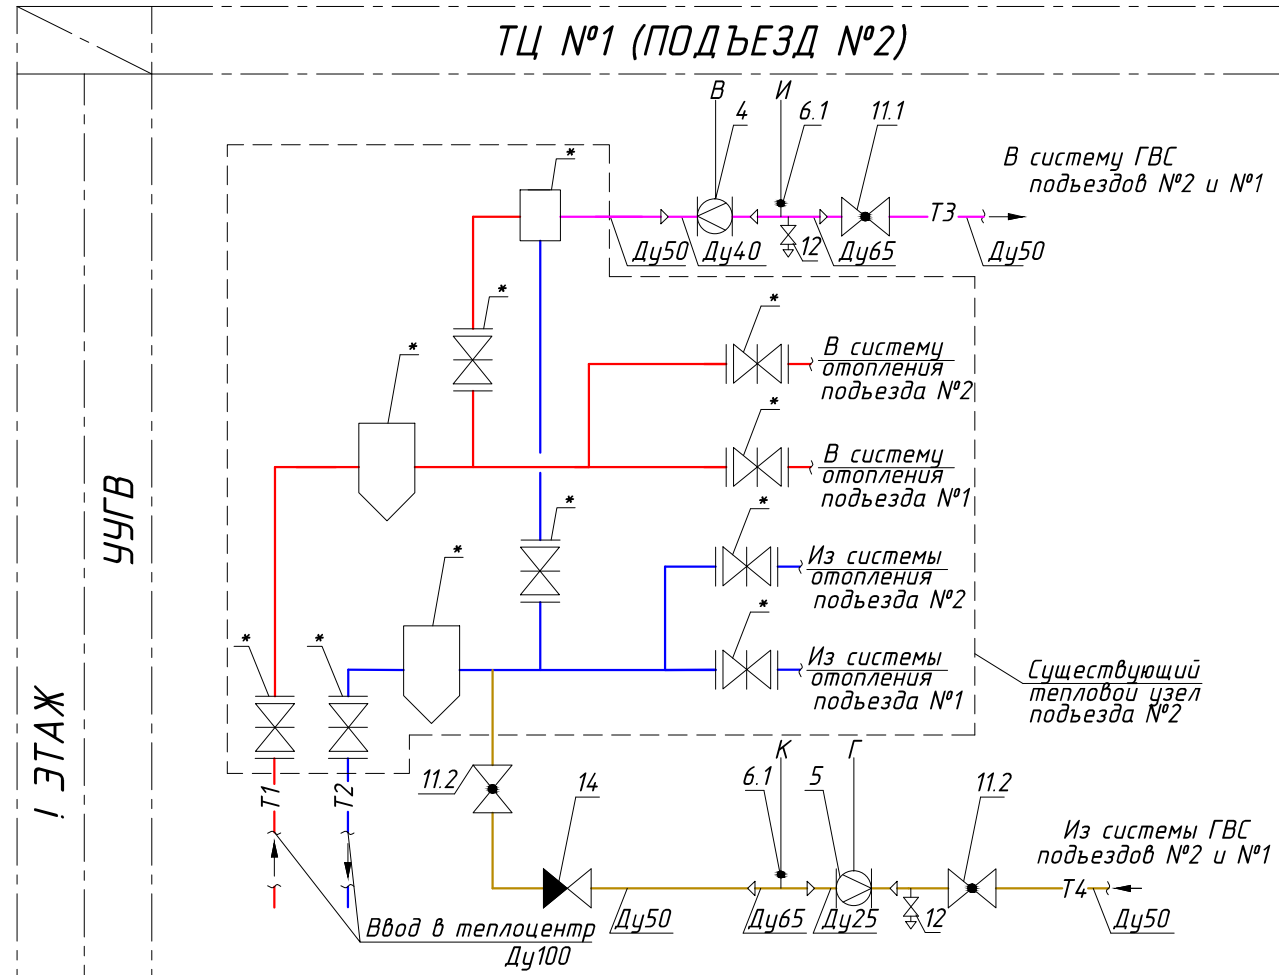 ТЦ №1 (ПОДЪЕЗД №2)
В
И
4
6.1
11.1
В систему ГВС
подъездов №2 и №1
*
Т3
Ду50
Ду40
12
Ду65
Ду50
*
*
*
В систему
отопления
подъезда №2
*
В систему
отопления
подъезда №1
УУГВ
*
*
Из системы
отопления
подъезда №2
*
*
*
*
Из системы
отопления
подъезда №1
Существующий
тепловой узел
подъезда №2
I ЭТАЖ
К
Г
11.2
14
6.1
5
11.2
Т1
Т2
Из системы ГВС
подъездов №2 и №1
Т4
Ввод в теплоцентр
Ду100
Ду50
Ду65
Ду25
12
Ду50